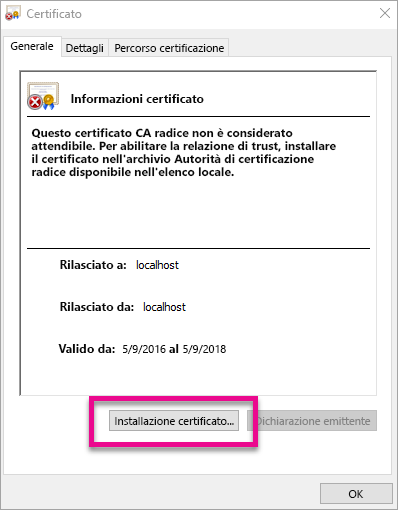 Certificato
Generale Dettagli Percorso certificazione
Informazioni certificato
Questo certificato CA radice non è considerato
attendibile. Per abilitare la relazione di trust, installare
il certificato nell'archivio Autorità di certificazione
radice disponibile nell'elenco locale.
Rilasciato a: localhost
Rilasciato da: localhost
Valido da: 5/9/2016 al 5/9/2018
Installazione certificato... Dichiarazione emittente
OK